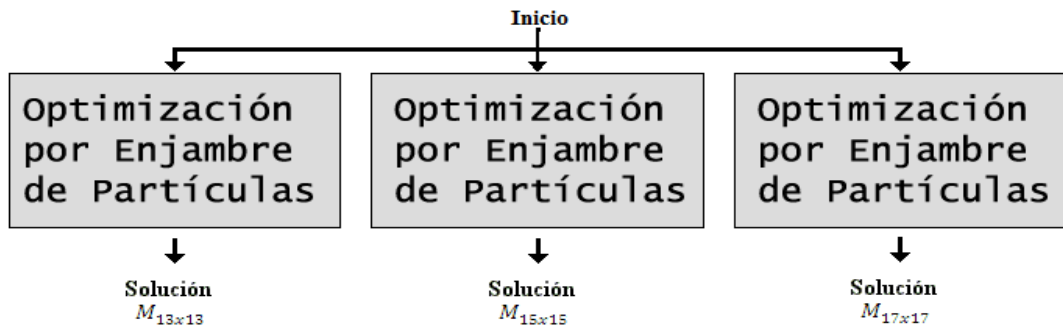 Inicio
Optimización
por Enjambre
de Partículas
Optimización
por Enjambre
de Partículas
Optimización
por Enjambre
de Partículas
Solución
M13x13
Solución
M15x15
Solución
M17x17